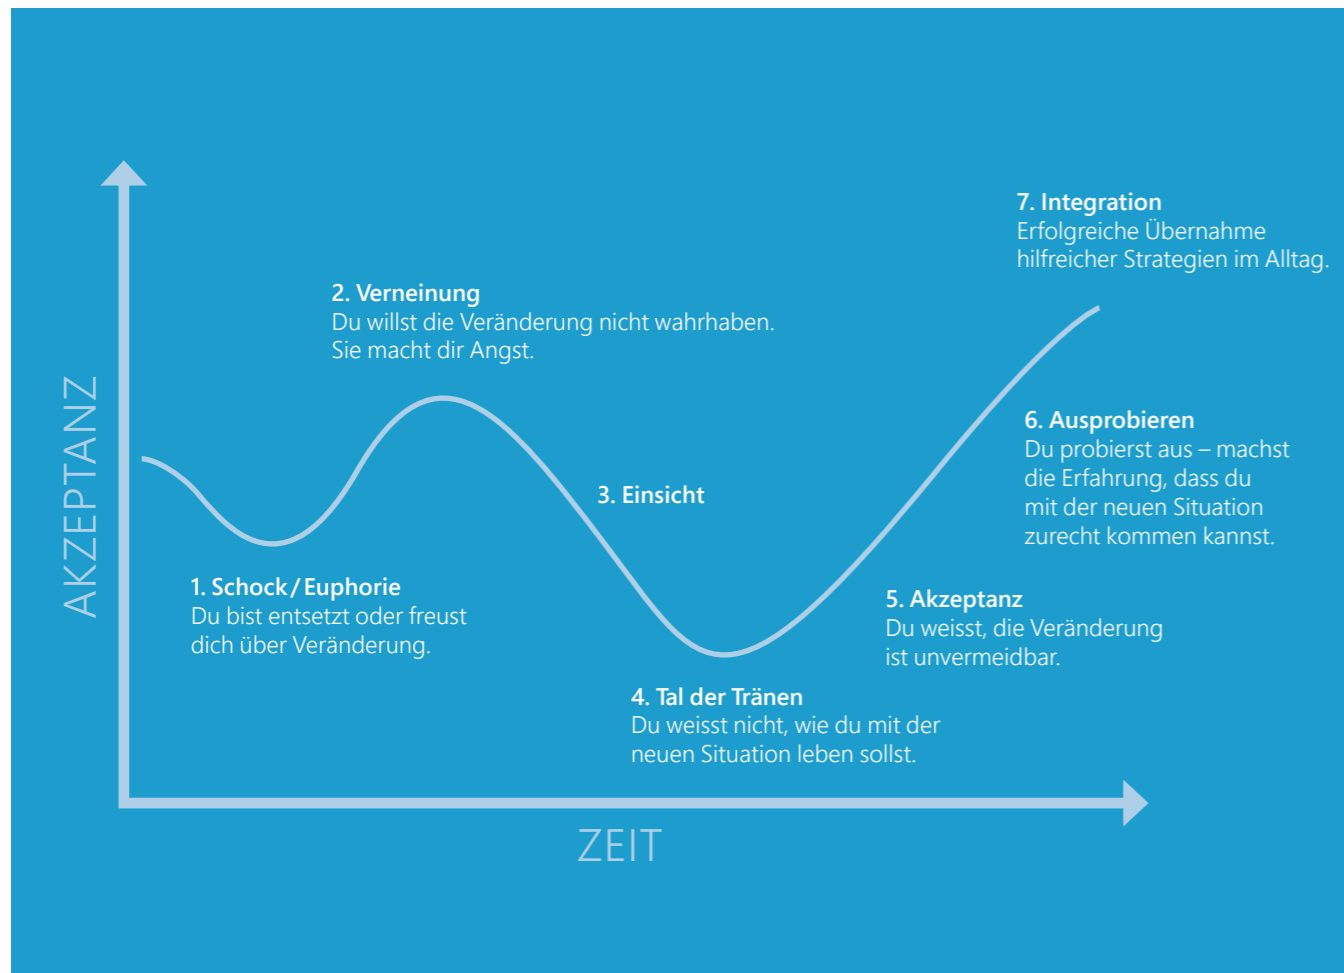 7. Integration
Erfolgreiche Übernahme
hilfreicher Strategien im Alltag.
2. Verneinung
Du willst die Veränderung nicht wahrhaben.
Sie macht dir Angst.
AKZEPTANZ
6. Ausprobieren
Du probierst aus – machst
die Erfahrung, dass du
mit der neuen Situation
zurecht kommen kannst.
3. Einsicht
1. Schock / Euphorie
Du bist entsetzt oder freust
dich über Veränderung.
5. Akzeptanz
Du weisst, die Veränderung
ist unvermeidbar.
4. Tal der Tränen
Du weisst nicht, wie du mit der
neuen Situation leben sollst.
ZEIT